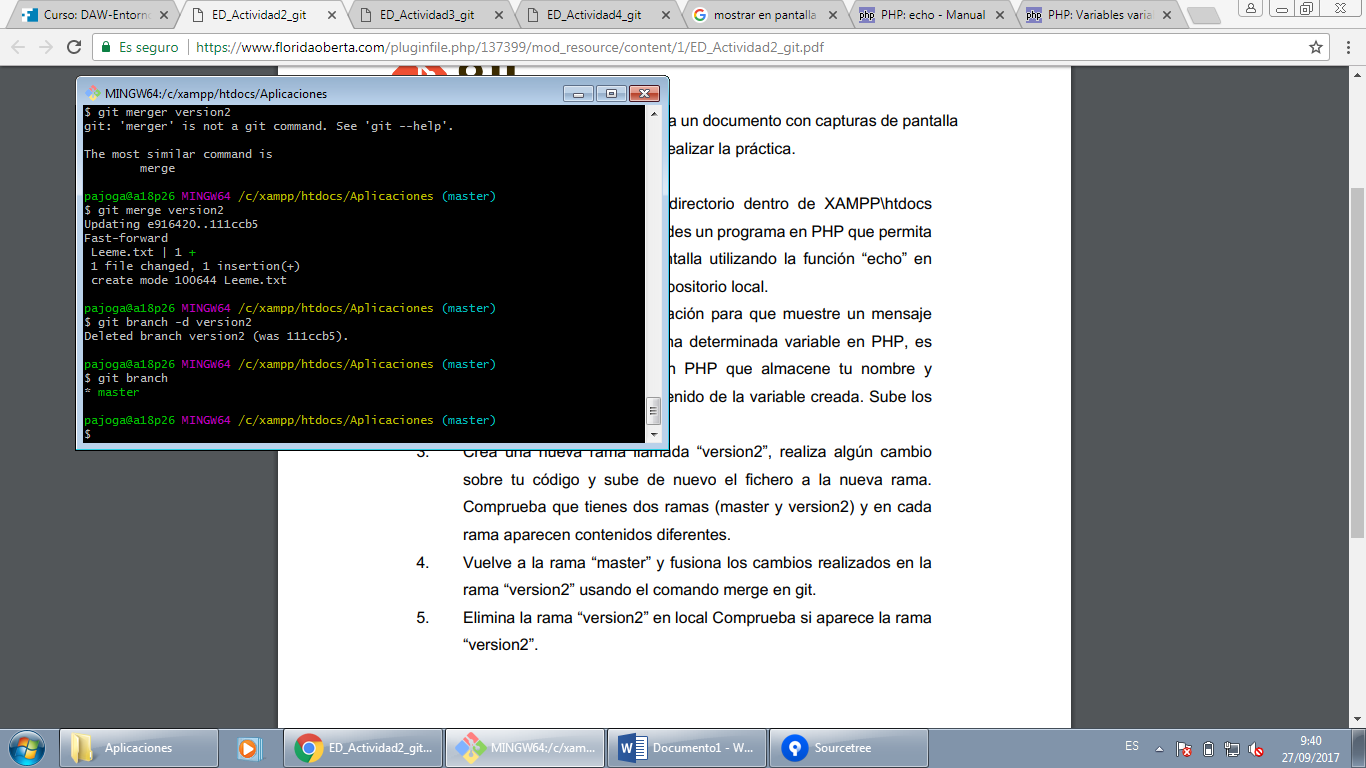 Curso: DAW-Entorno
ED_Actividad2_git
ED_Actividad3_git
ED_Actividad4_git
mostrar en pantalla
PHP: echo - Manual
PHP: Variables varia
Es seguro
https://www.floridaoberta.com/pluginfile.php/137399/mod_resource/content/1/ED_Actividad2_git.pdf
MINGW64:/c/xampp/htdocs/Aplicaciones
$ git merger version2
git: 'merger' is not a git command. See 'git --help'.
The most similar command is
merge
pajoga@a18p26 MINGW64 /c/xampp/htdocs/Aplicaciones (master)
$ git merge version2
Updating e916420..111ccb5
Fast-forward
Leeme.txt | 1 +
1 file changed, 1 insertion(+)
create mode 100644 Leeme.txt
pajoga@a18p26 MINGW64 /c/xampp/htdocs/Aplicaciones (master)
$ git branch -d version2
Deleted branch version2 (was 111ccb5).
pajoga@a18p26 MINGW64 /c/xampp/htdocs/Aplicaciones (master)
$ git branch
* master
pajoga@a18p26 MINGW64 /c/xampp/htdocs/Aplicaciones (master)
$
a un documento con capturas de pantalla
ealizar la práctica.
directorio dentro de XAMPP\htdocs
des un programa en PHP que permita
ntalla utilizando la función “echo” en
positorio local.
ación para que muestre un mensaje
na determinada variable en PHP, es
n PHP que almacene tu nombre y
enido de la variable creada. Sube los
3. Crea una nueva rama llamada “version2”, realiza algún cambio
sobre tu código y sube de nuevo el fichero a la nueva rama.
Comprueba que tienes dos ramas (master y version2) y en cada
rama aparecen contenidos diferentes.
4. Vuelve a la rama “master” y fusiona los cambios realizados en la
rama “version2” usando el comando merge en git.
5. Elimina la rama “version2” en local Comprueba si aparece la rama
“version2”.
Aplicaciones
ED_Actividad2_git...
MINGW64:/c/xam...
Documento1 - W...
Sourcetree
ES
9:40
27/09/2017